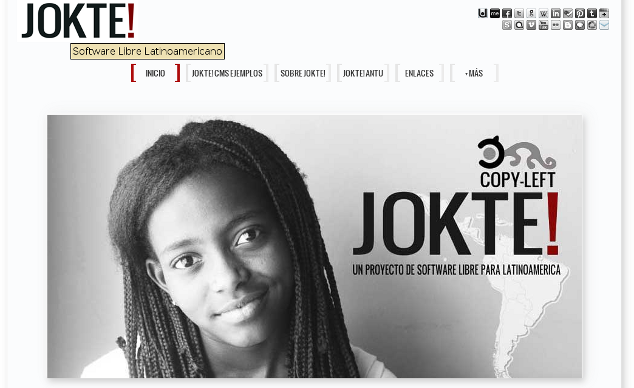 JOKTE!
Software Libre Latinoamericano
INICIO
JOKTE! CMS EJEMPLOS
SOBRE JOKTE!
JOKTE! ANTU
ENLACES
+MÁS
COPY-LEFT
JOKTE!
UN PROYECTO DE SOFTWARE LIBRE PARA LATINOAMERICA